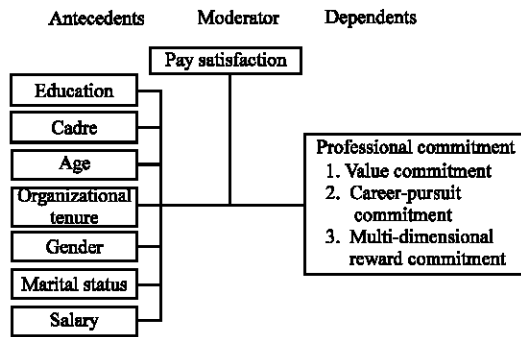 Antecedents Moderator Dependents
Pay satisfaction
Education
Cadre
Age
Organizational
tenure
Gender
Marital status
Salary
Professional commitment
1. Value commitment
2. Career-pursuit
commitment
3. Multi-dimensional
reward commitment